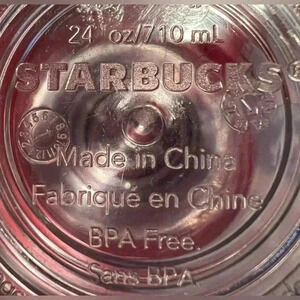 24 oz/710 mL
STARBUCKS®
Made in China
Fabriqué en Chine
BPA Free.
Sans BPA